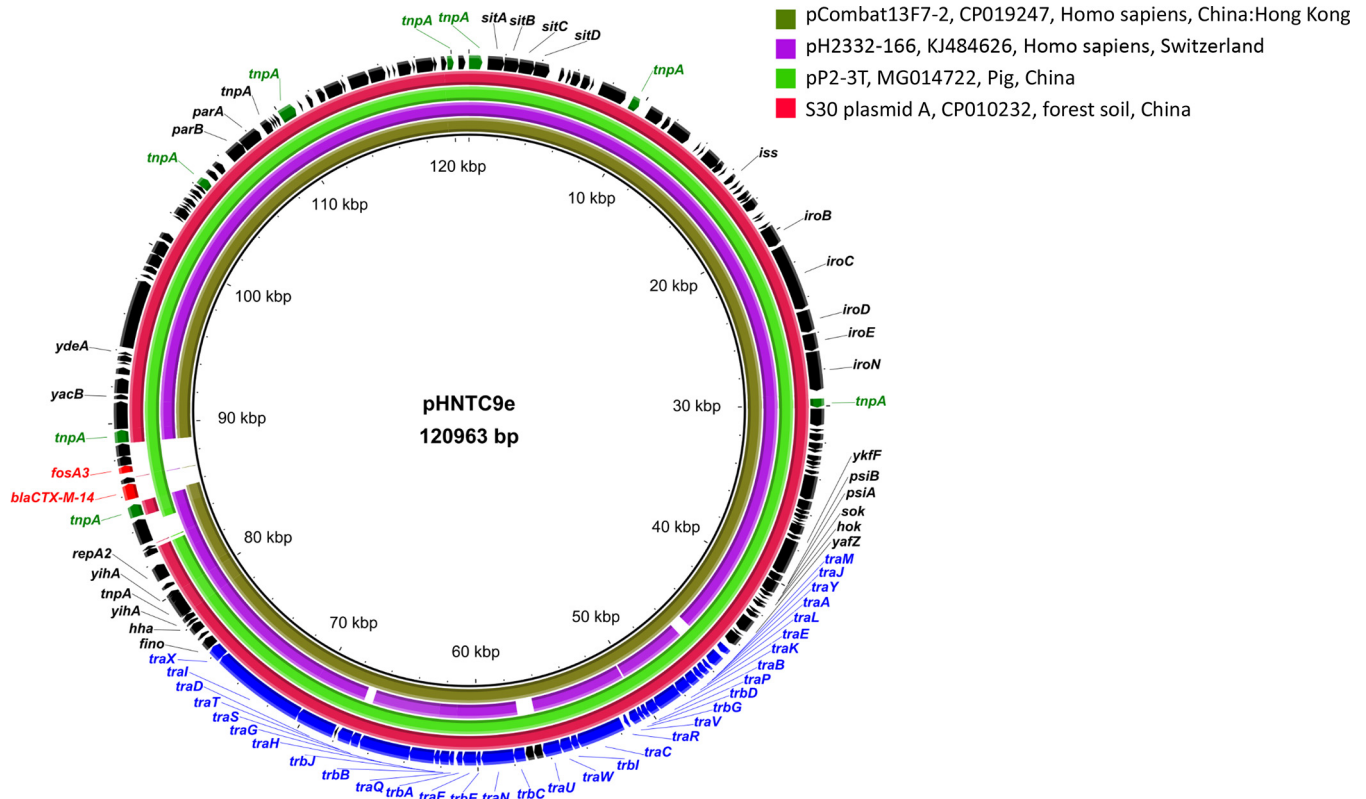 pCombat13F7-2, CP019247, Homo sapiens, China:Hong Kong
pH2332-166, KJ484626, Homo sapiens, Switzerland
pP2-3T, MG014722, Pig, China
S30 plasmid A, CP010232, forest soil, China
tnpA
tnpA
sitA
sitB
sitC
sitD
tnpA
iss
iroB
iroC
iroD
iroE
iroN
tnpA
ykfF
psiB
psiA
sok
hok
yafZ
traM
traJ
traY
traA
traL
traE
traK
traB
traP
trbD
trbG
traV
traR
traC
trbI
traW
traU
trbC
traN
trbE
traF
trbA
traQ
trbB
trbJ
traH
traG
traS
traT
traD
traI
traX
fino
hha
yihA
tnpA
yihA
repA2
tnpA
blaCTX-M-14
fosA3
tnpA
yacB
ydeA
tnpA
parB
parA
tnpA
tnpA
120 kbp
10 kbp
20 kbp
30 kbp
40 kbp
50 kbp
60 kbp
70 kbp
80 kbp
90 kbp
100 kbp
110 kbp
pHNTC9e
120963 bp